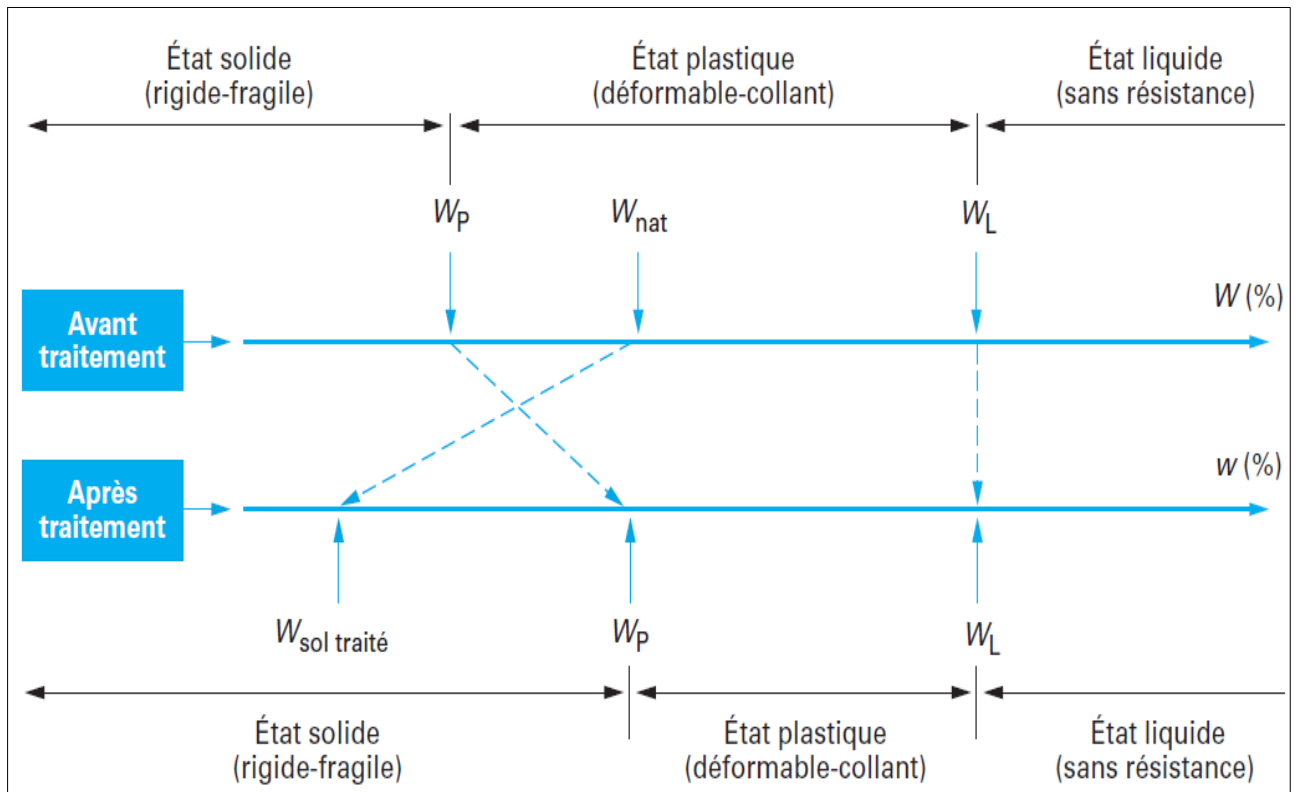 État solide
(rigide-fragile)
État plastique
(déformable-collant)
État liquide
(sans résistance)
WP
Wnat
WL
W (%)
Avant
traitement
w (%)
Après
traitement
Wsol traité
WP
WL
État solide
(rigide-fragile)
État plastique
(déformable-collant)
État liquide
(sans résistance)